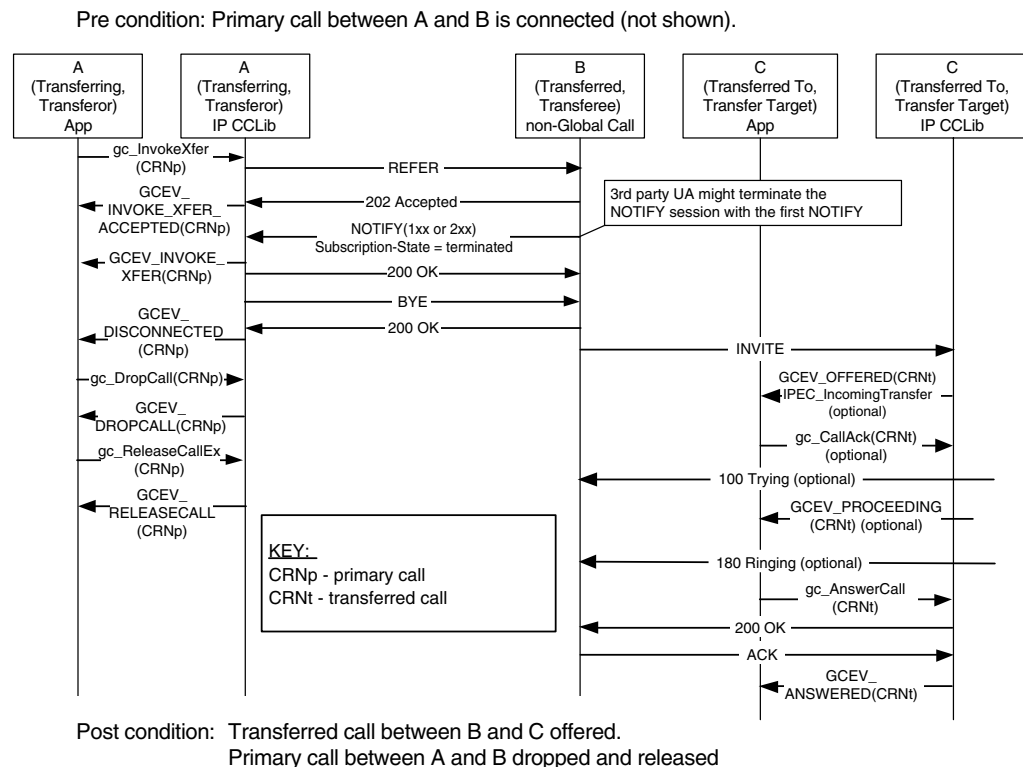 Pre condition: Primary call between A and B is connected (not shown).
A
(Transferring,
Transferor)
App
A
(Transferring,
Transferor)
IP CCLib
B
(Transferred,
Transferee)
non-Global Call
C
(Transferred To,
Transfer Target)
App
C
(Transferred To,
Transfer Target)
IP CCLib
gc_InvokeXfer
(CRNp)
REFER
GCEV_
INVOKE_XFER_
ACCEPTED(CRNp)
202 Accepted
3rd party UA might terminate the
NOTIFY session with the first NOTIFY
NOTIFY(1xx or 2xx)
Subscription-State = terminated
GCEV_INVOKE_
XFER(CRNp)
200 OK
BYE
GCEV_
DISCONNECTED
(CRNp)
200 OK
INVITE
gc_DropCall(CRNp)
GCEV_OFFERED(CRNt)
IPEC_IncomingTransfer
(optional)
GCEV_
DROPCALL(CRNp)
gc_CallAck(CRNt)
(optional)
gc_ReleaseCallEx
(CRNp)
100 Trying (optional)
GCEV_
RELEASECALL
(CRNp)
GCEV_PROCEEDING
(CRNt) (optional)
KEY:
CRNp - primary call
CRNt - transferred call
180 Ringing (optional)
gc_AnswerCall
(CRNt)
200 OK
ACK
GCEV_
ANSWERED(CRNt)
Post condition: Transferred call between B and C offered.
Primary call between A and B dropped and released